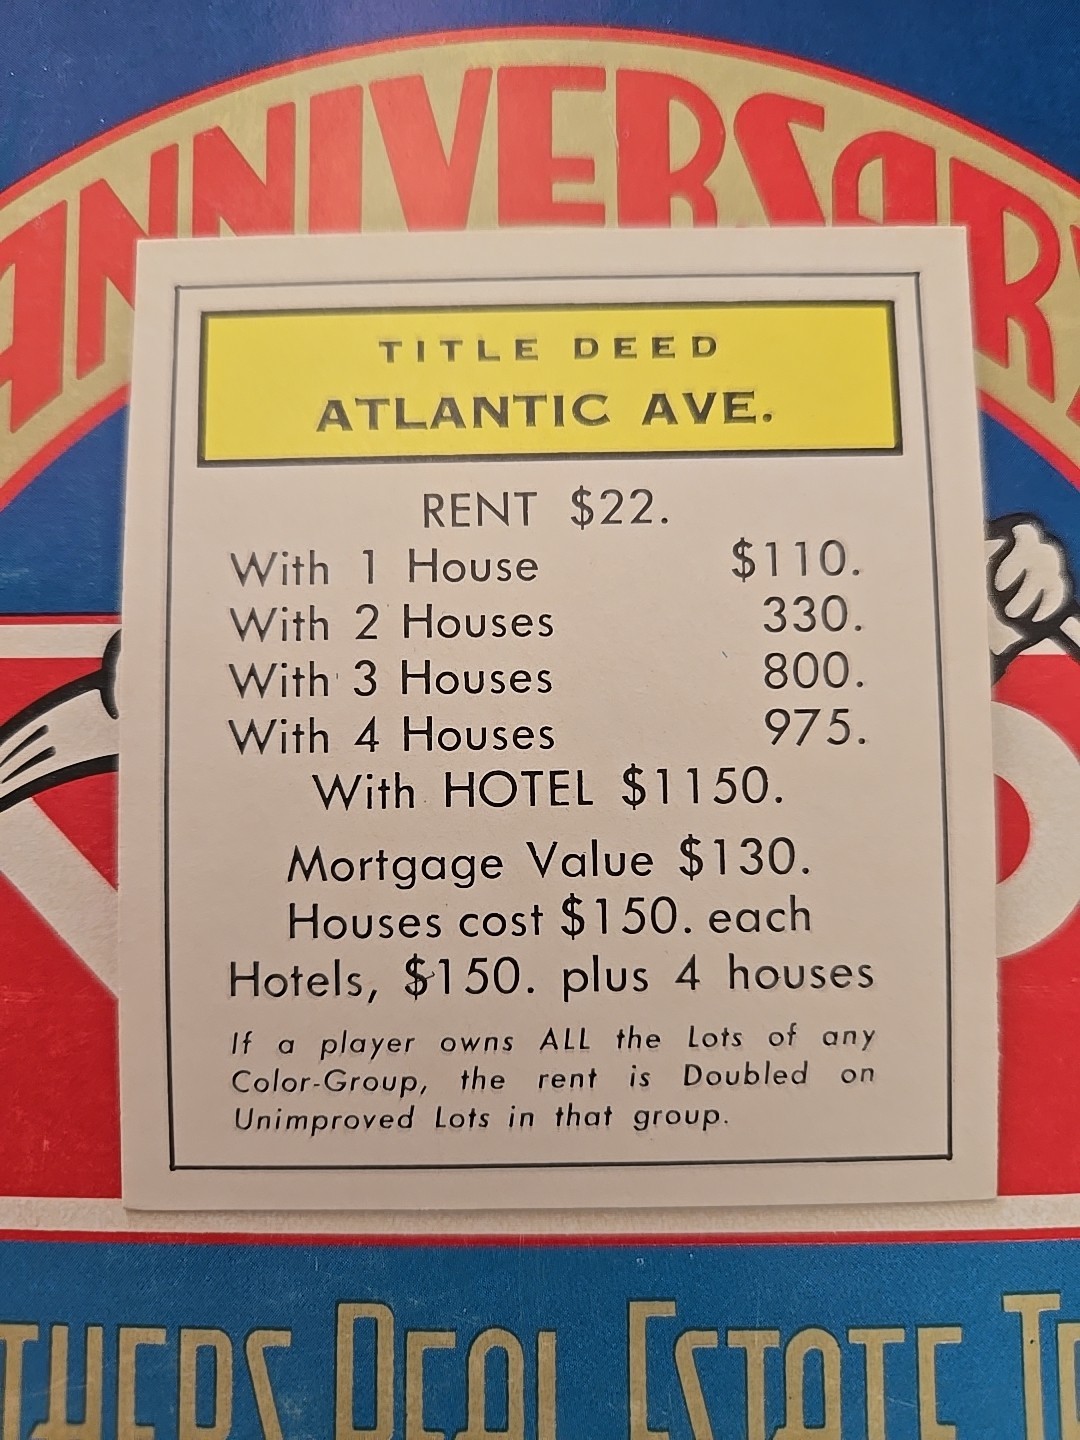 ANNIVERSARY
TITLE DEED
ATLANTIC AVE.
RENT $22.
With 1 House $110.
With 2 Houses 330.
With 3 Houses 800.
With 4 Houses 975.
With HOTEL $1150.
Mortgage Value $130.
Houses cost $150. each
Hotels, $150. plus 4 houses
If a player owns ALL the Lots of any
Color-Group, the rent is Doubled on
Unimproved Lots in that group.
REAL ESTATE